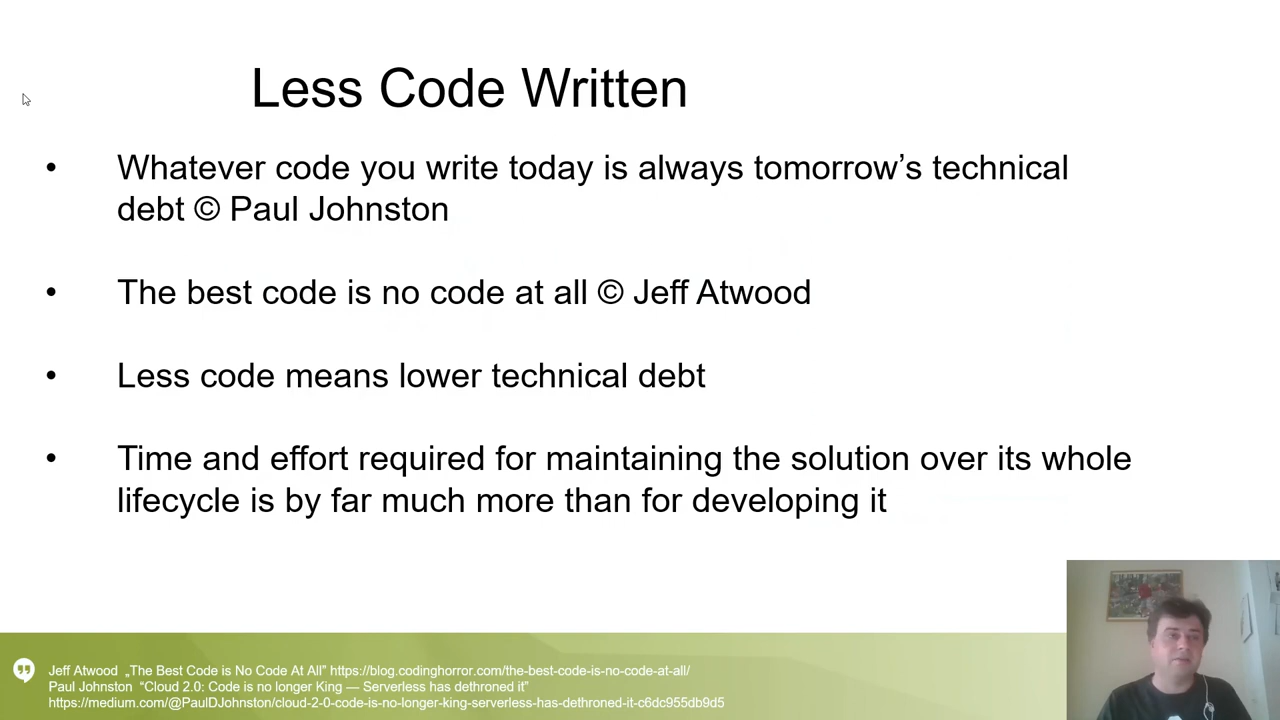 Less Code Written
• Whatever code you write today is always tomorrow’s technical
debt © Paul Johnston
• The best code is no code at all © Jeff Atwood
• Less code means lower technical debt
• Time and effort required for maintaining the solution over its whole
lifecycle is by far much more than for developing it
Jeff Atwood „The Best Code is No Code At All” https://blog.codinghorror.com/the-best-code-is-no-code-at-all/
Paul Johnston “Cloud 2.0: Code is no longer King — Serverless has dethroned it”
https://medium.com/@PaulDJohnston/cloud-2-0-code-is-no-longer-king-serverless-has-dethroned-it-c6dc955db9d5